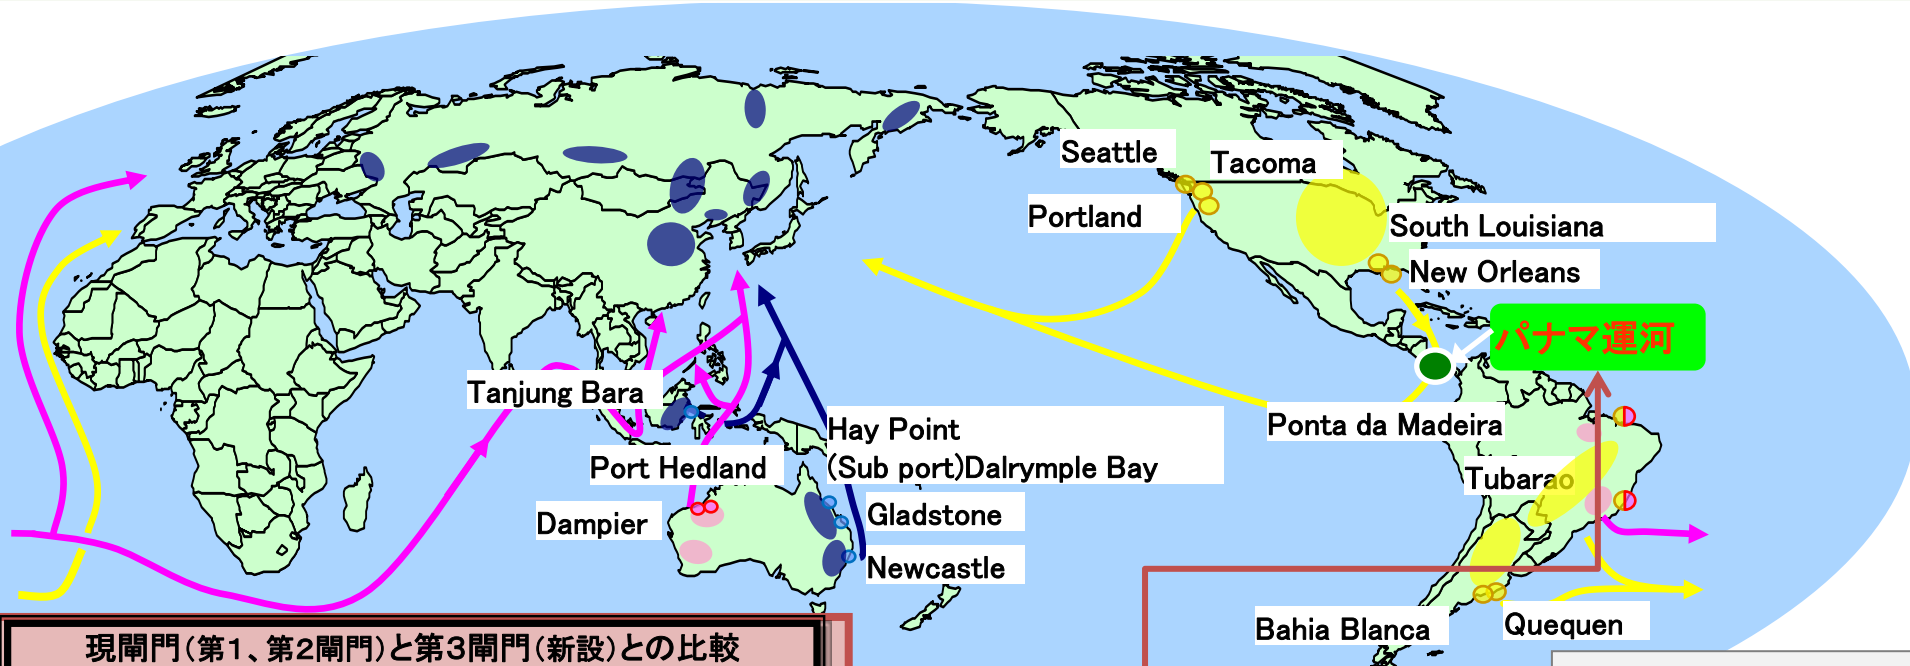 Seattle
Tacoma
Portland
South Louisiana
New Orleans
パナマ運河
Tanjung Bara
Ponta da Madeira
Hay Point
(Sub port)Dalrymple Bay
Port Hedland
Tubarao
Dampier
Gladstone
Newcastle
Bahia Blanca
Quequen
現閘門(第1、第2閘門)と第3閘門(新設)との比較